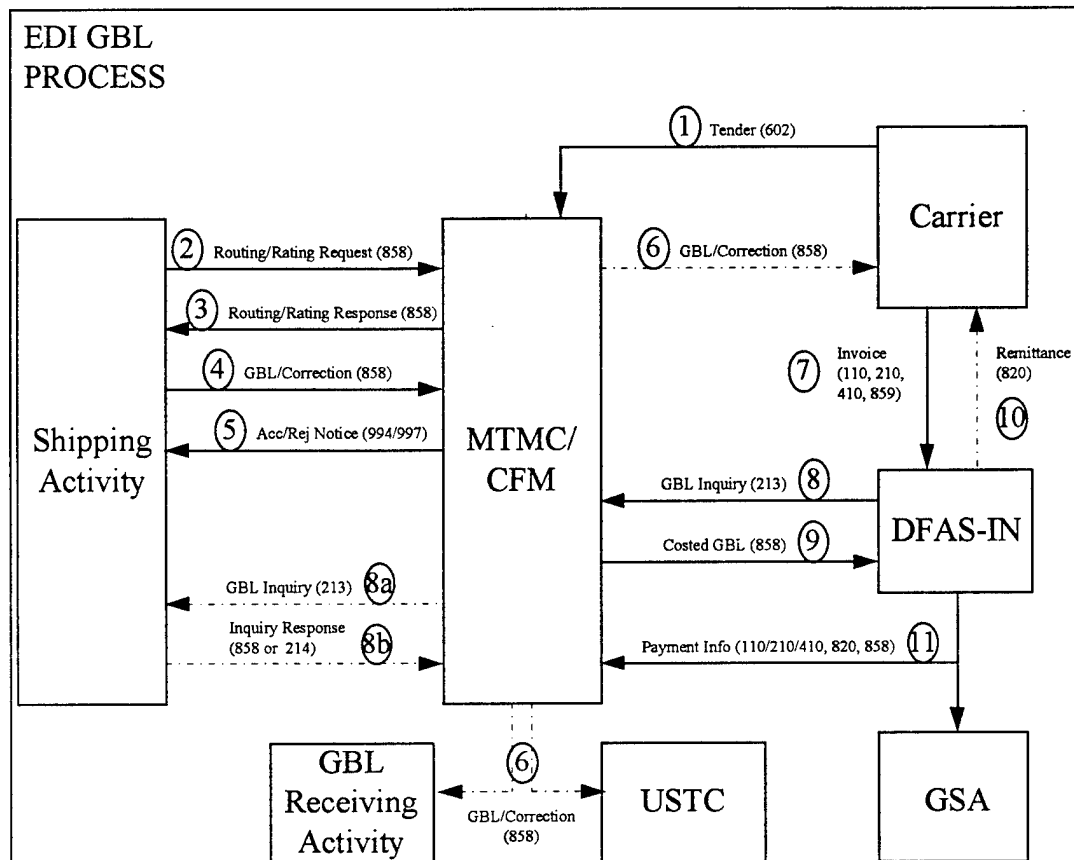 EDI GBL
PROCESS
1 Tender (602)
Carrier
2 Routing/Rating Request (858)
6 GBL/Correction (858)
3 Routing/Rating Response (858)
7 Invoice
(110, 210,
410, 859)
Remittance
(820)
10
4 GBL/Correction (858)
5 Acc/Rej Notice (994/997)
Shipping
Activity
MTMC/
CFM
GBL Inquiry (213) 8
DFAS-IN
Costed GBL (858) 9
GBL Inquiry (213) 8a
Inquiry Response
(858 or 214) 8b
Payment Info (110/210/410, 820, 858) 11
6
GBL/Correction
(858)
GBL
Receiving
Activity
USTC
GSA